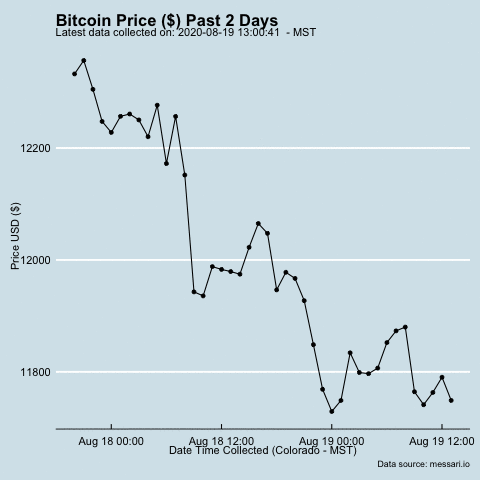 Bitcoin Price ($) Past 2 Days
Latest data collected on: 2020-08-19 13:00:41  - MST
12200
12000
11800
Price USD ($)
Aug 18 00:00 Aug 18 12:00 Aug 19 00:00 Aug 19 12:00
Date Time Collected (Colorado - MST)
Data source: messari.io